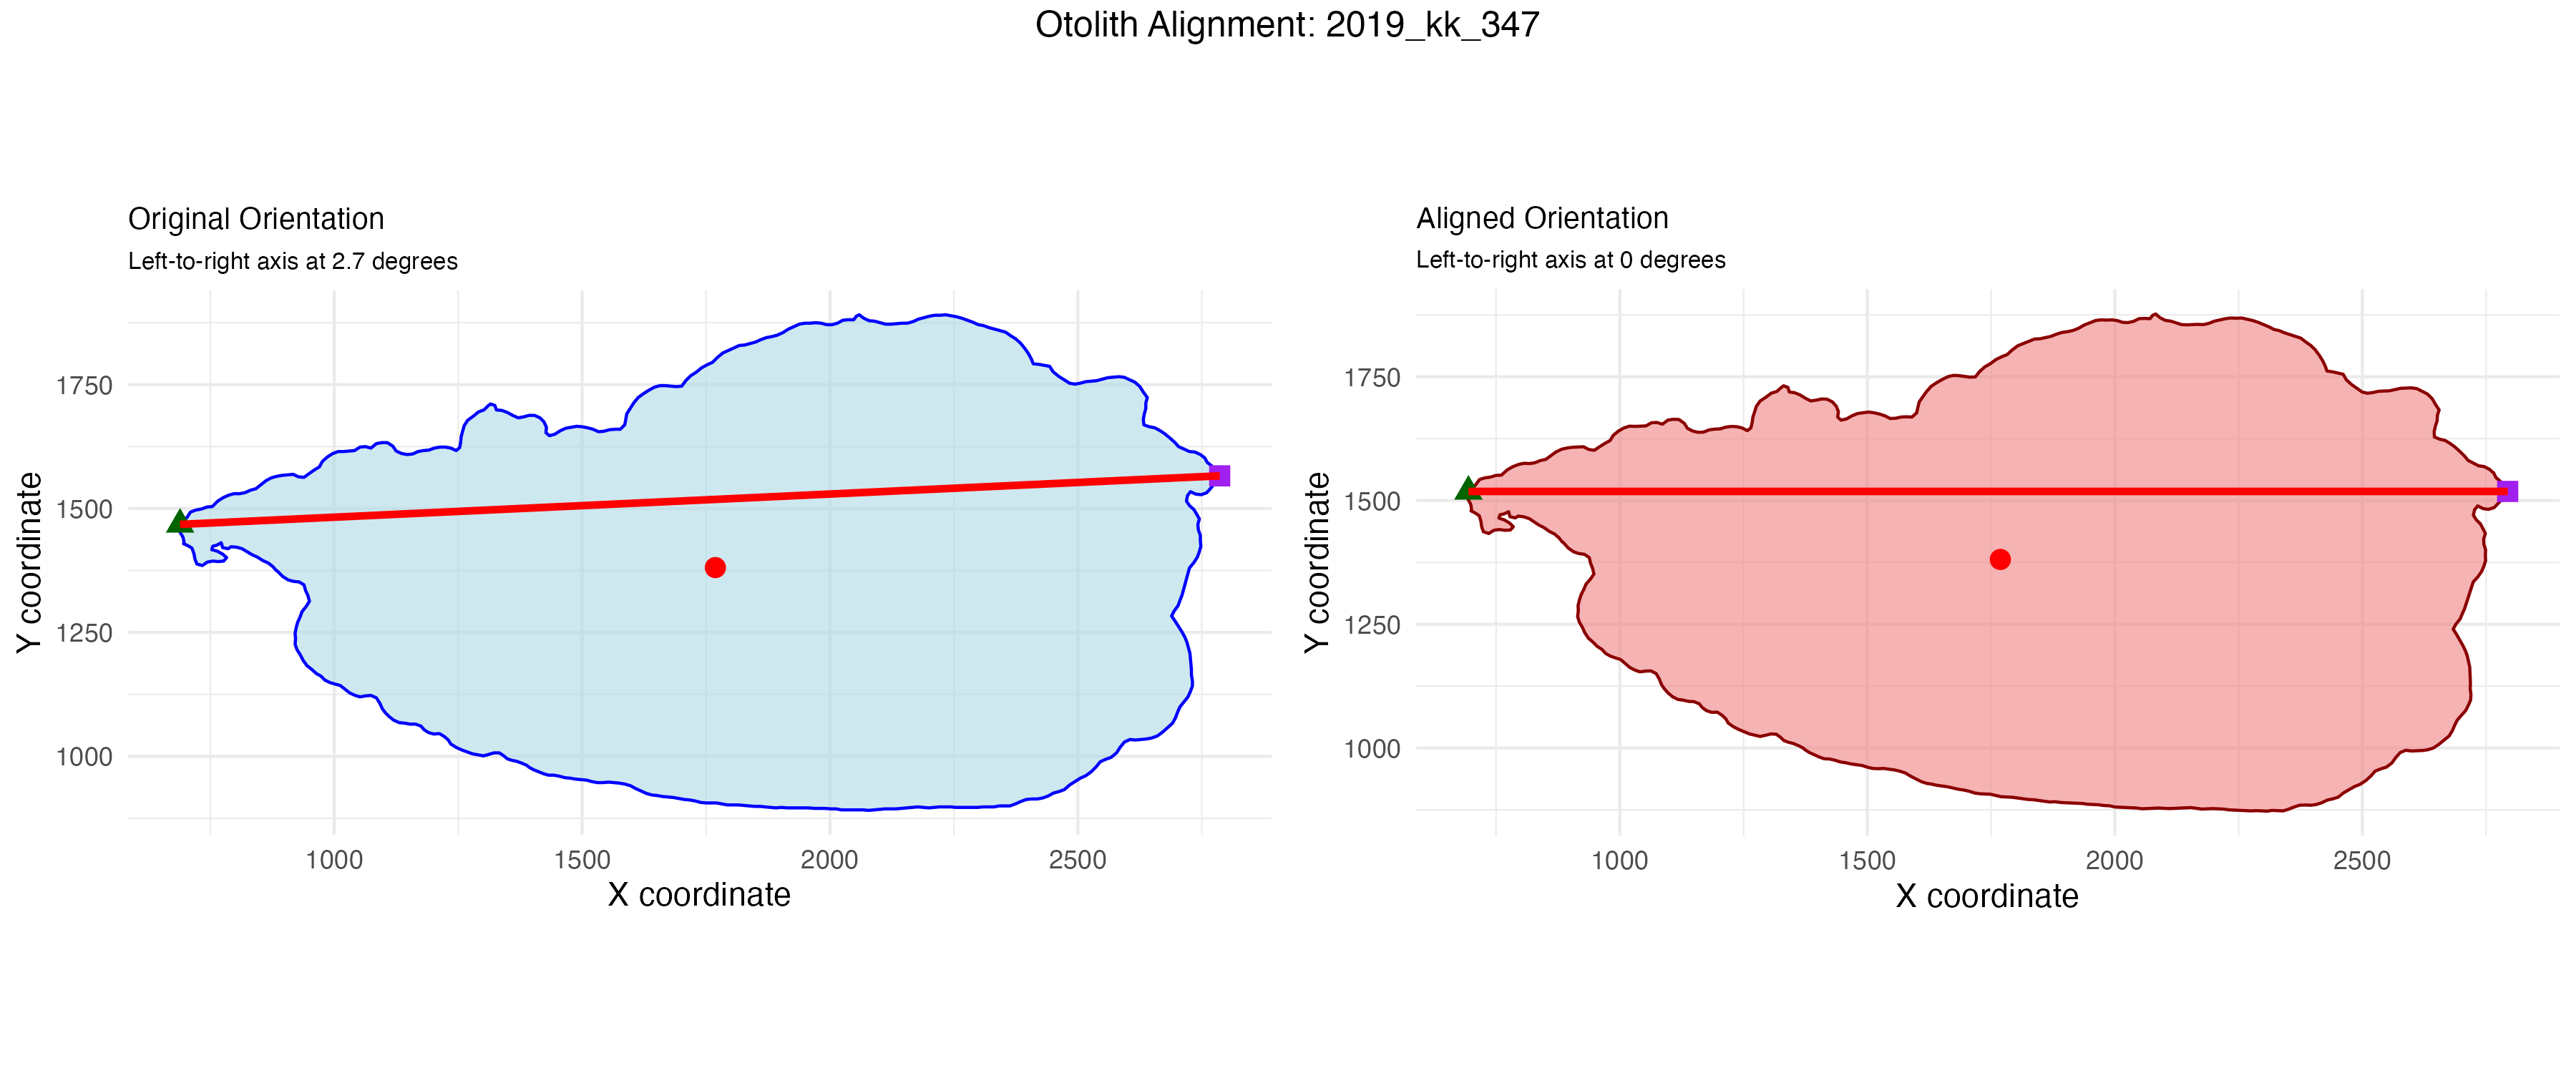 Otolith Alignment: 2019_kk_347
Original Orientation
Left-to-right axis at 2.7 degrees
Y coordinate
1750
1500
1250
1000
1000 1500 2000 2500
X coordinate
Aligned Orientation
Left-to-right axis at 0 degrees
Y coordinate
1750
1500
1250
1000
1000 1500 2000 2500
X coordinate